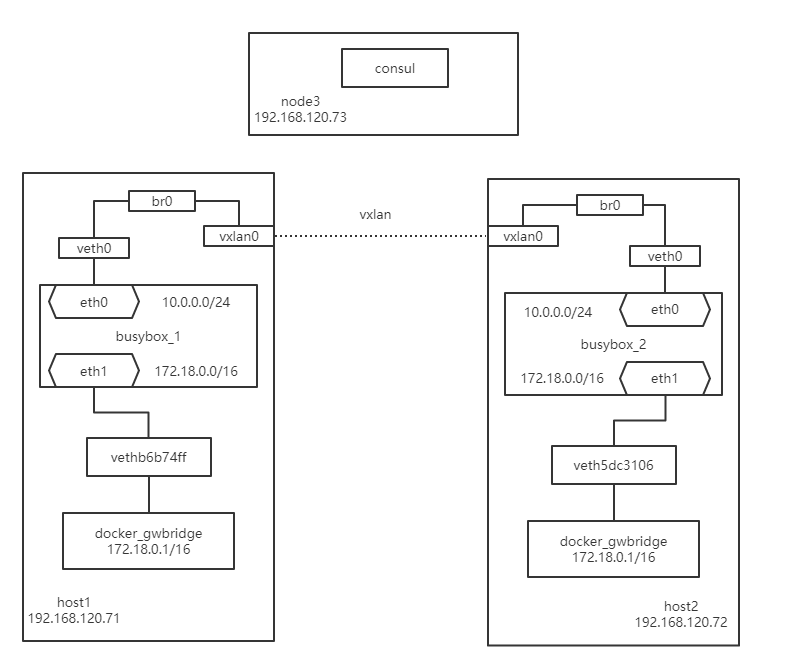 consul
node3
192.168.120.73
br0
vxlan0
veth0
eth0
10.0.0.0/24
busybox_1
eth1
172.18.0.0/16
vethb6b74ff
docker_gwbridge
172.18.0.1/16
host1
192.168.120.71
vxlan
br0
vxlan0
veth0
10.0.0.0/24
eth0
busybox_2
172.18.0.0/16
eth1
veth5dc3106
docker_gwbridge
172.18.0.1/16
host2
192.168.120.72